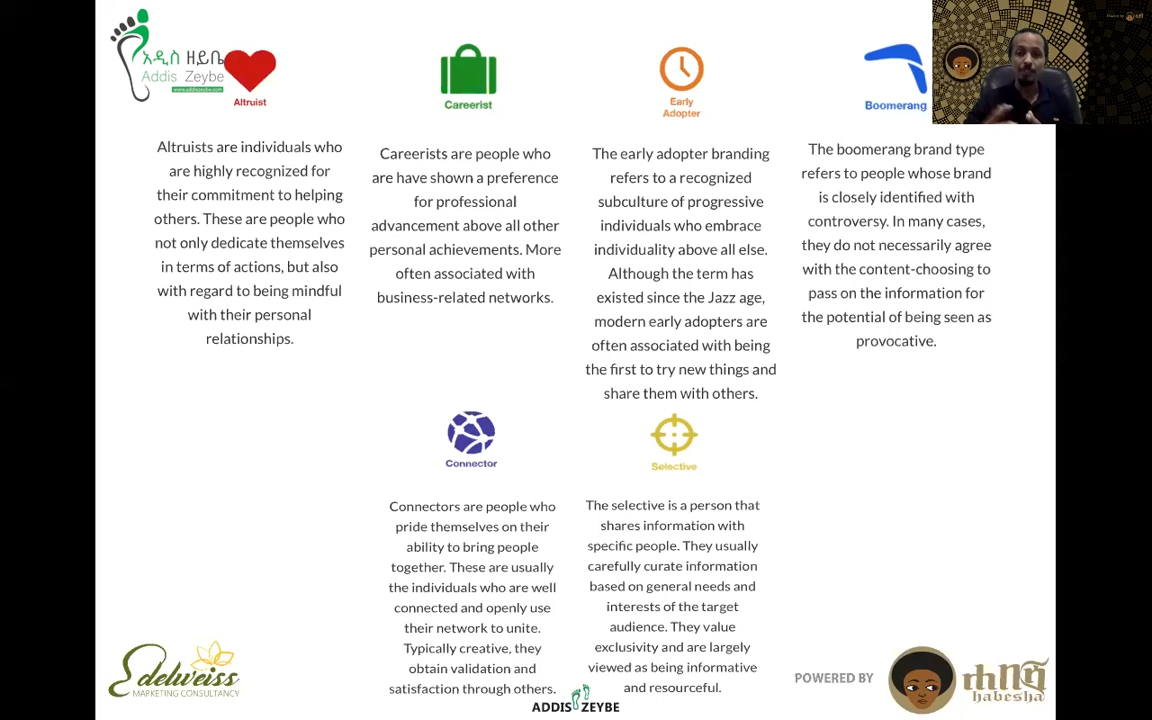 አዲስ ዘይቤ
Addis Zeybe
www.addiszeybe.com
Altruist
Careerist
Early
Adopter
Boomerang
Altruists are individuals who
are highly recognized for
their commitment to helping
others. These are people who
not only dedicate themselves
in terms of actions, but also
with regard to being mindful
with their personal
relationships.
Careerists are people who
are have shown a preference
for professional
advancement above all other
personal achievements. More
often associated with
business-related networks.
The early adopter branding
refers to a recognized
subculture of progressive
individuals who embrace
individuality above all else.
Although the term has
existed since the Jazz age,
modern early adopters are
often associated with being
the first to try new things and
share them with others.
The boomerang brand type
refers to people whose brand
is closely identified with
controversy. In many cases,
they do not necessarily agree
with the content-choosing to
pass on the information for
the potential of being seen as
provocative.
Connector
Selective
Connectors are people who
pride themselves on their
ability to bring people
together. These are usually
the individuals who are well
connected and openly use
their network to unite.
Typically creative, they
obtain validation and
satisfaction through others.
The selective is a person that
shares information with
specific people. They usually
carefully curate information
based on general needs and
interests of the target
audience. They value
exclusivity and are largely
viewed as being informative
and resourceful.
Edelweiss
MARKETING CONSULTANCY
ADDIS ZEYBE
POWERED BY
ሐበሻ
habesha